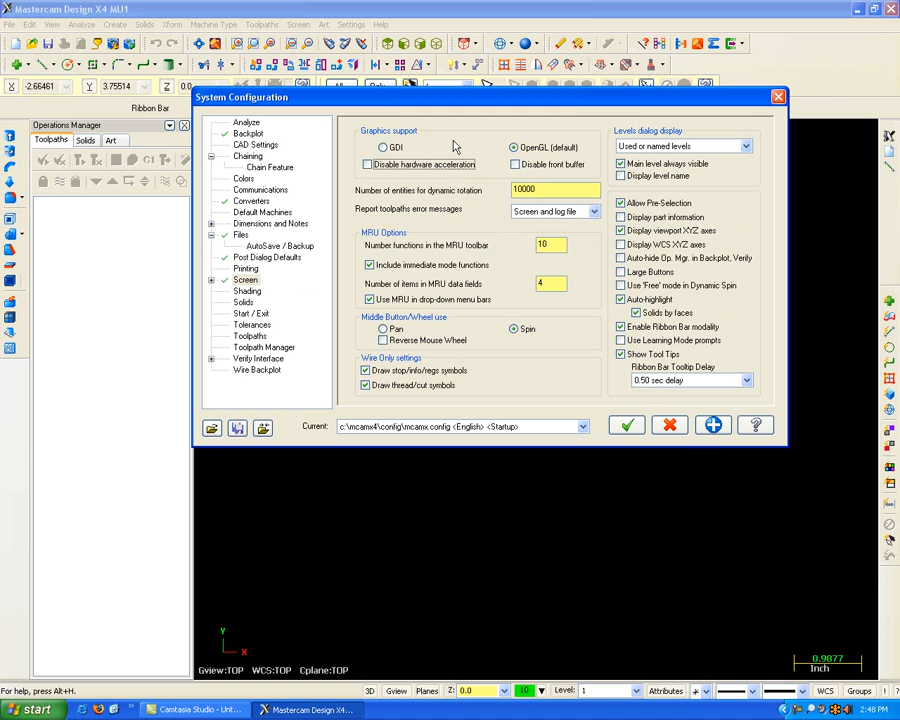 Mastercam Design X4 MU1
File Edit View Analyze Create Solids Xform Machine Type Toolpaths Screen Art Settings Help
X -2.66461 Y 3.75514 Z 0.0
Ribbon Bar
Operations Manager
Toolpaths Solids Art
G1
System Configuration
Analyze
Backplot
CAD Settings
Chaining
Chain Feature
Colors
Communications
Converters
Default Machines
Dimensions and Notes
Files
AutoSave / Backup
Post Dialog Defaults
Printing
Screen
Shading
Solids
Start / Exit
Tolerances
Toolpaths
Toolpath Manager
Verify Interface
Wire Backplot
Graphics support
GDI OpenGL (default)
Disable hardware acceleration Disable front buffer
Number of entities for dynamic rotation 10000
Report toolpaths error messages Screen and log file
MRU Options
Number functions in the MRU toolbar 10
Include immediate mode functions
Number of items in MRU data fields 4
Use MRU in drop-down menu bars
Middle Button/Wheel use
Pan Spin
Reverse Mouse Wheel
Wire Only settings
Draw stop/info/regs symbols
Draw thread/cut symbols
Levels dialog display
Used or named levels
Main level always visible
Display level name
Allow Pre-Selection
Display part information
Display viewport XYZ axes
Display WCS XYZ axes
Auto-hide Op. Mgr. in Backplot, Verify
Large Buttons
Use 'Free' mode in Dynamic Spin
Auto-highlight
Solids by faces
Enable Ribbon Bar modality
Use Learning Mode prompts
Show Tool Tips
Ribbon Bar Tooltip Delay
0.50 sec delay
Current: c:\mcamx4\config\mcamx.config <English> <Startup>
Y
X
Gview:TOP WCS:TOP Cplane:TOP
0.9877
Inch
For help, press Alt+H.
3D Gview Planes Z: 0.0 10 Level: 1 Attributes WCS Groups ?
start Camtasia Studio - Unt... Mastercam Design X4... 2:48 PM